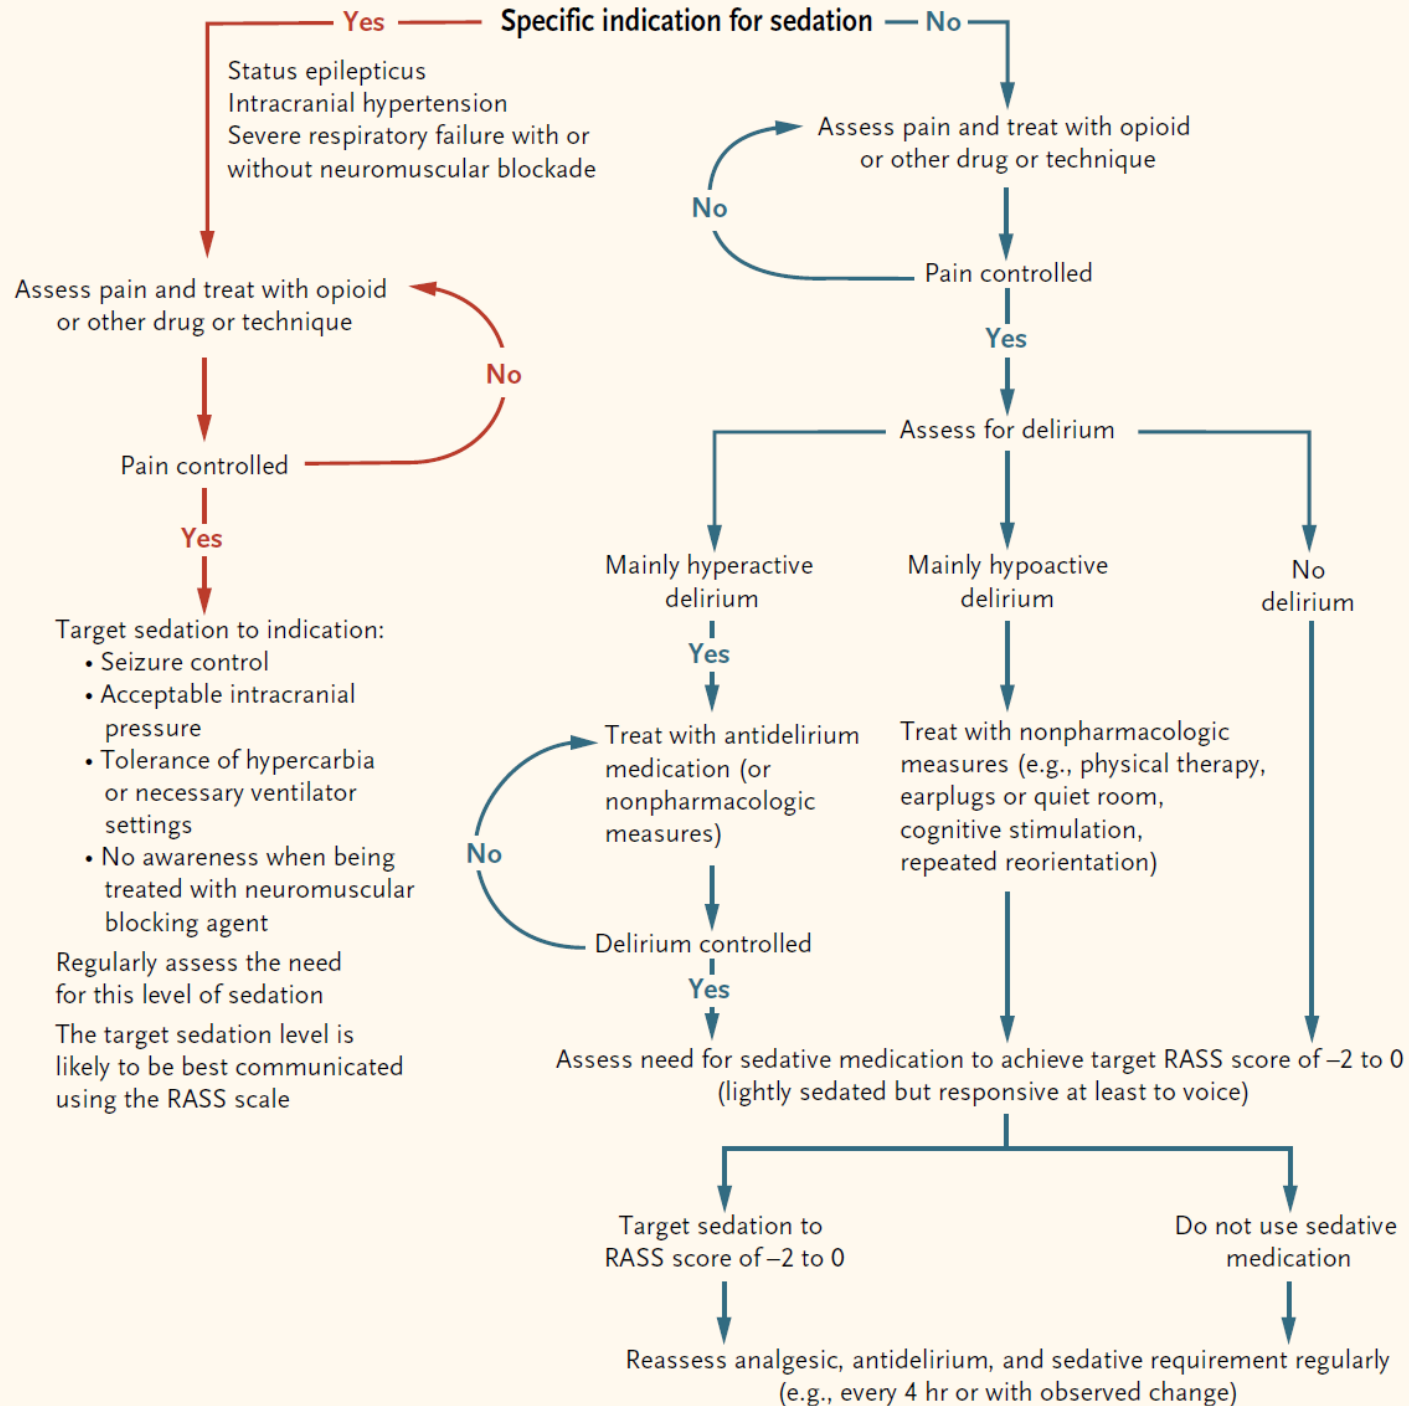 Yes
Specific indication for sedation
No
Status epilepticus
Intracranial hypertension
Severe respiratory failure with or
without neuromuscular blockade
Assess pain and treat with opioid
or other drug or technique
No
Pain controlled
Yes
Target sedation to indication:
• Seizure control
• Acceptable intracranial
pressure
• Tolerance of hypercarbia
or necessary ventilator
settings
• No awareness when being
treated with neuromuscular
blocking agent
Regularly assess the need
for this level of sedation
The target sedation level is
likely to be best communicated
using the RASS scale
Assess pain and treat with opioid
or other drug or technique
No
Pain controlled
Yes
Assess for delirium
Mainly hyperactive
delirium
Yes
Treat with antidelirium
medication (or
nonpharmacologic
measures)
No
Delirium controlled
Yes
Mainly hypoactive
delirium
Treat with nonpharmacologic
measures (e.g., physical therapy,
earplugs or quiet room,
cognitive stimulation,
repeated reorientation)
No
delirium
Assess need for sedative medication to achieve target RASS score of –2 to 0
(lightly sedated but responsive at least to voice)
Target sedation to
RASS score of –2 to 0
Do not use sedative
medication
Reassess analgesic, antidelirium, and sedative requirement regularly
(e.g., every 4 hr or with observed change)